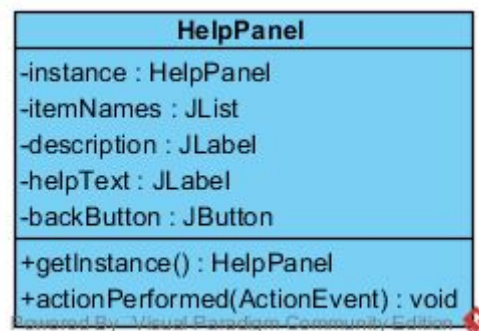 HelpPanel
-instance : HelpPanel
-itemNames : JList
-description : JLabel
-helpText : JLabel
-backButton : JButton
+getInstance() : HelpPanel
+actionPerformed(ActionEvent) : void
Powered By Visual Paradigm Community Edition